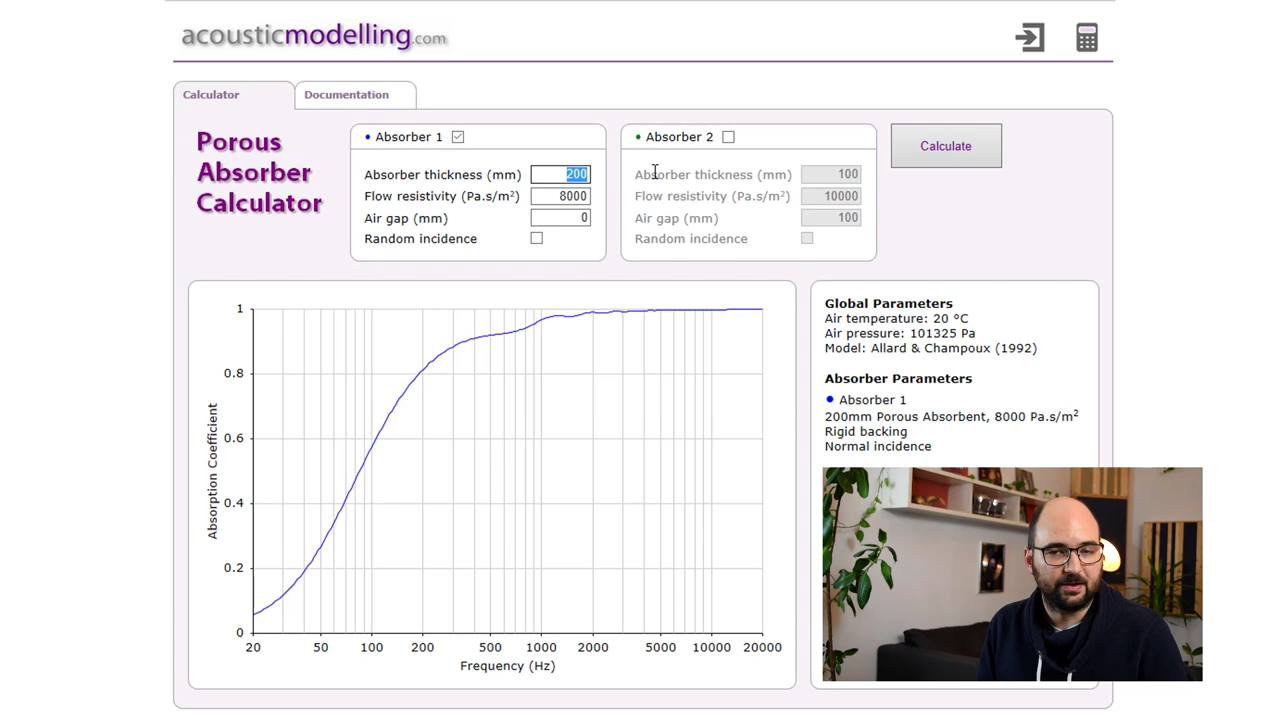 acousticmodelling.com
Calculator
Documentation
Porous
Absorber
Calculator
Absorber 1
Absorber thickness (mm) 200
Flow resistivity (Pa.s/m²) 8000
Air gap (mm) 0
Random incidence
Absorber 2
Absorber thickness (mm) 100
Flow resistivity (Pa.s/m²) 10000
Air gap (mm) 100
Random incidence
Calculate
Absorption Coefficient
1
0.8
0.6
0.4
0.2
0
20 50 100 200 500 1000 2000 5000 10000 20000
Frequency (Hz)
Global Parameters
Air temperature: 20 °C
Air pressure: 101325 Pa
Model: Allard & Champoux (1992)
Absorber Parameters
Absorber 1
200mm Porous Absorbent, 8000 Pa.s/m²
Rigid backing
Normal incidence